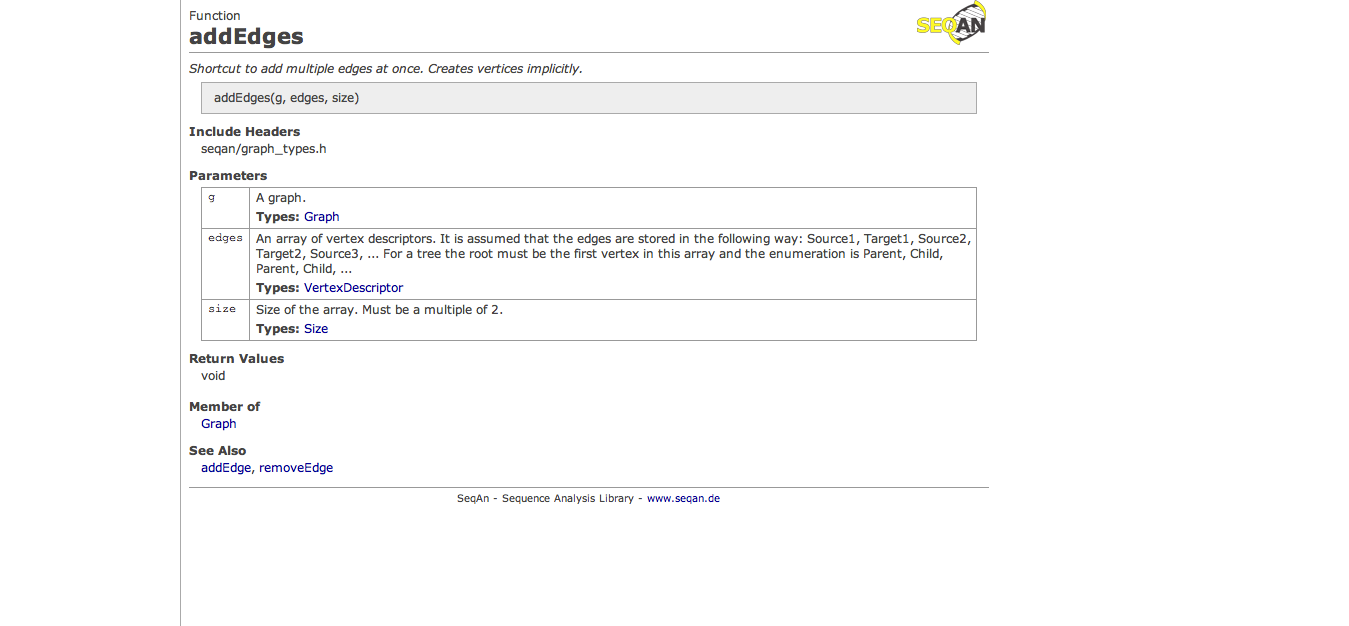 Function
addEdges
SEQAN
Shortcut to add multiple edges at once. Creates vertices implicitly.
addEdges(g, edges, size)
Include Headers
seqan/graph_types.h
Parameters
g
A graph.
Types: Graph
edges
An array of vertex descriptors. It is assumed that the edges are stored in the following way: Source1, Target1, Source2,
Target2, Source3, ... For a tree the root must be the first vertex in this array and the enumeration is Parent, Child,
Parent, Child, ...
Types: VertexDescriptor
size
Size of the array. Must be a multiple of 2.
Types: Size
Return Values
void
Member of
Graph
See Also
addEdge, removeEdge
SeqAn - Sequence Analysis Library - www.seqan.de